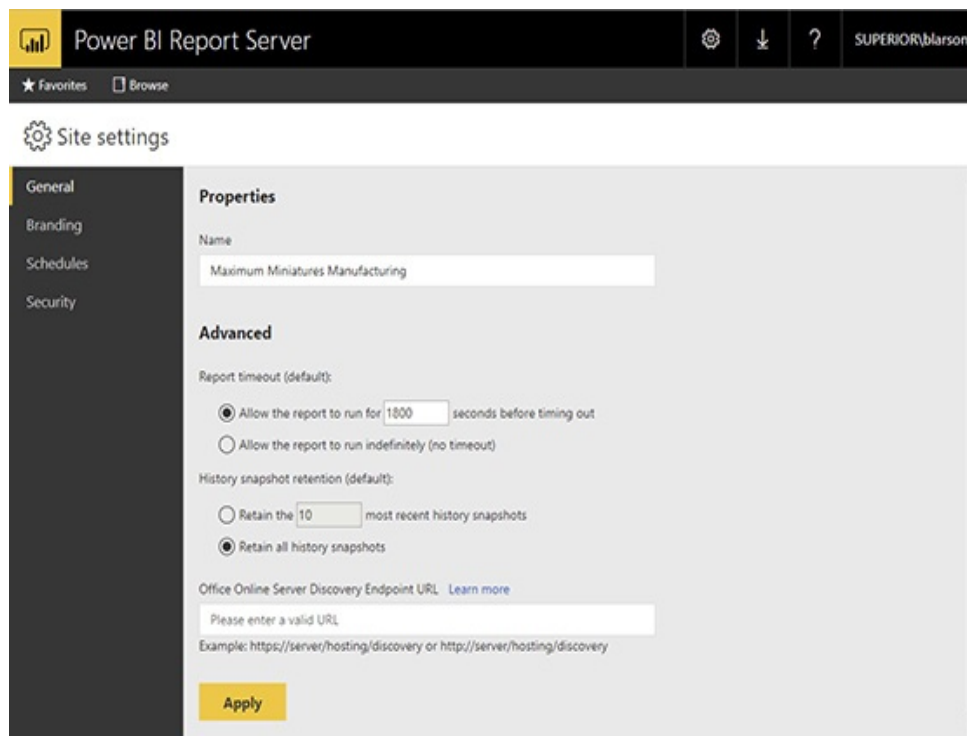 Power BI Report Server
?
SUPERIOR\blarson
Favorites
Browse
Site settings
General
Branding
Schedules
Security
Properties
Name
Maximum Miniatures Manufacturing
Advanced
Report timeout (default):
Allow the report to run for 1800 seconds before timing out
Allow the report to run indefinitely (no timeout)
History snapshot retention (default):
Retain the 10 most recent history snapshots
Retain all history snapshots
Office Online Server Discovery Endpoint URL Learn more
Please enter a valid URL
Example: https://server/hosting/discovery or http://server/hosting/discovery
Apply